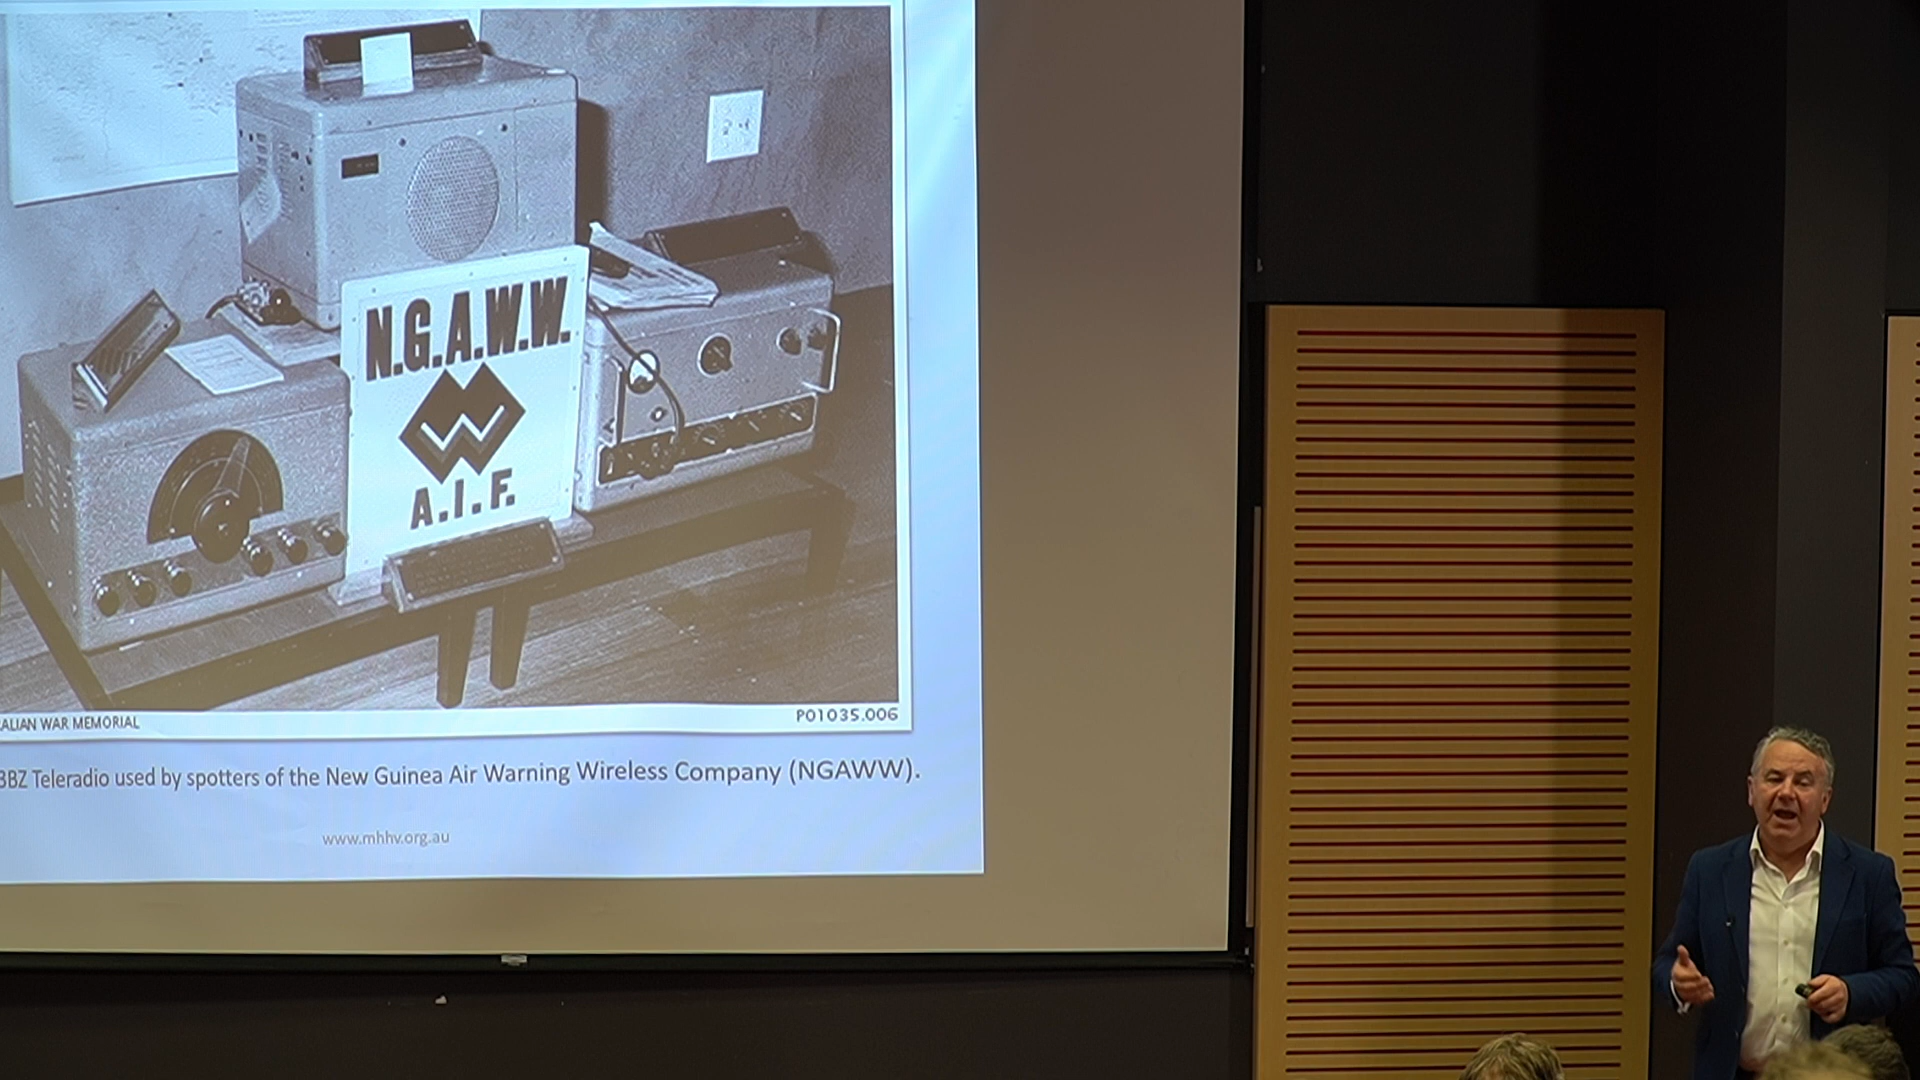 N.G.A.W.W.
A.I.F.
ALIAN WAR MEMORIAL
P01035.006
3BZ Teleradio used by spotters of the New Guinea Air Warning Wireless Company (NGAWW).
www.mhhv.org.au